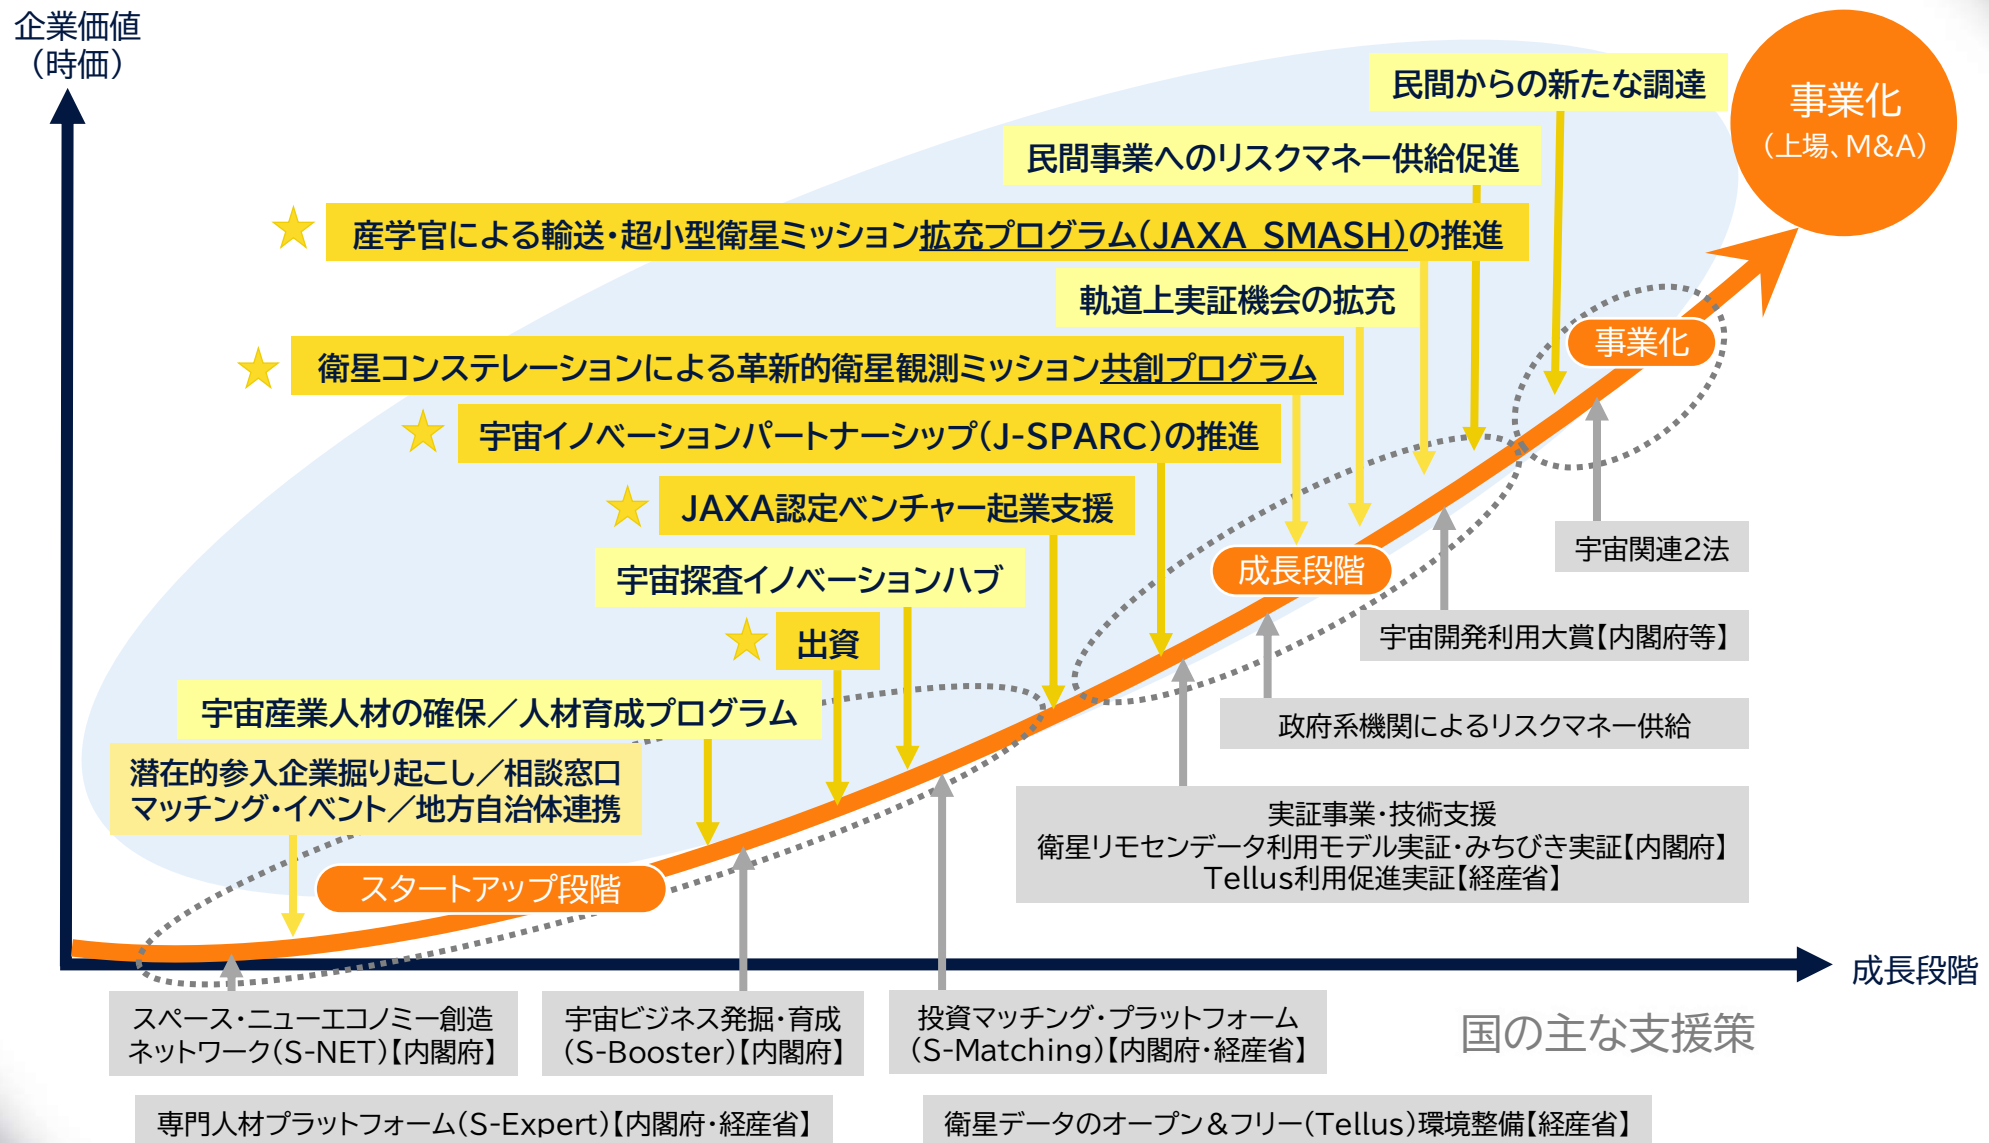 企業価値
（時価）
民間からの新たな調達
事業化
（上場、M&A）
民間事業へのリスクマネー供給促進
産学官による輸送・超小型衛星ミッション拡充プログラム（JAXA SMASH）の推進
軌道上実証機会の拡充
事業化
衛星コンステレーションによる革新的衛星観測ミッション共創プログラム
宇宙イノベーションパートナーシップ（J-SPARC）の推進
JAXA認定ベンチャー起業支援
宇宙関連2法
成長段階
宇宙探査イノベーションハブ
出資
宇宙開発利用大賞【内閣府等】
宇宙産業人材の確保／人材育成プログラム
政府系機関によるリスクマネー供給
潜在的参入企業掘り起こし／相談窓口
マッチング・イベント／地方自治体連携
実証事業・技術支援
衛星リモセンデータ利用モデル実証・みちびき実証【内閣府】
Tellus利用促進実証【経産省】
スタートアップ段階
成長段階
スペース・ニューエコノミー創造
ネットワーク（S-NET）【内閣府】
宇宙ビジネス発掘・育成
（S-Booster）【内閣府】
投資マッチング・プラットフォーム
（S-Matching）【内閣府・経産省】
国の主な支援策
専門人材プラットフォーム（S-Expert）【内閣府・経産省】
衛星データのオープン＆フリー（Tellus）環境整備【経産省】